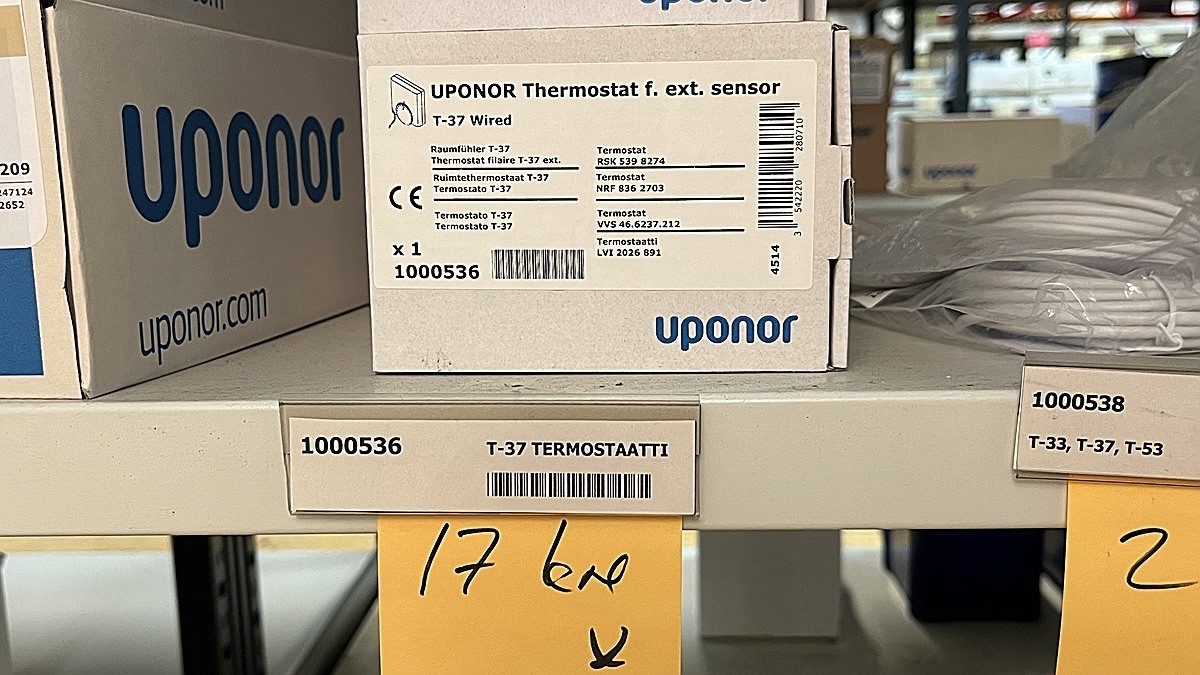 uponor
uponor.com
209
247124
2652
uponor
UPONOR Thermostat f. ext. sensor
T-37 Wired
Raumfühler T-37
Thermostat filaire T-37 ext.
Ruimtethermostaat T-37
Termostato T-37
Termostato T-37
Termostato T-37
Termostat
RSK 539 8274
Termostat
NRF 836 2703
Termostat
VVS 46.6237.212
Termostaatti
LVI 2026 891
CE
x 1
1000536
3 542220 280710
4514
uponor
uponor
1000536 T-37 TERMOSTAATTI
1000538
T-33, T-37, T-53
17
2